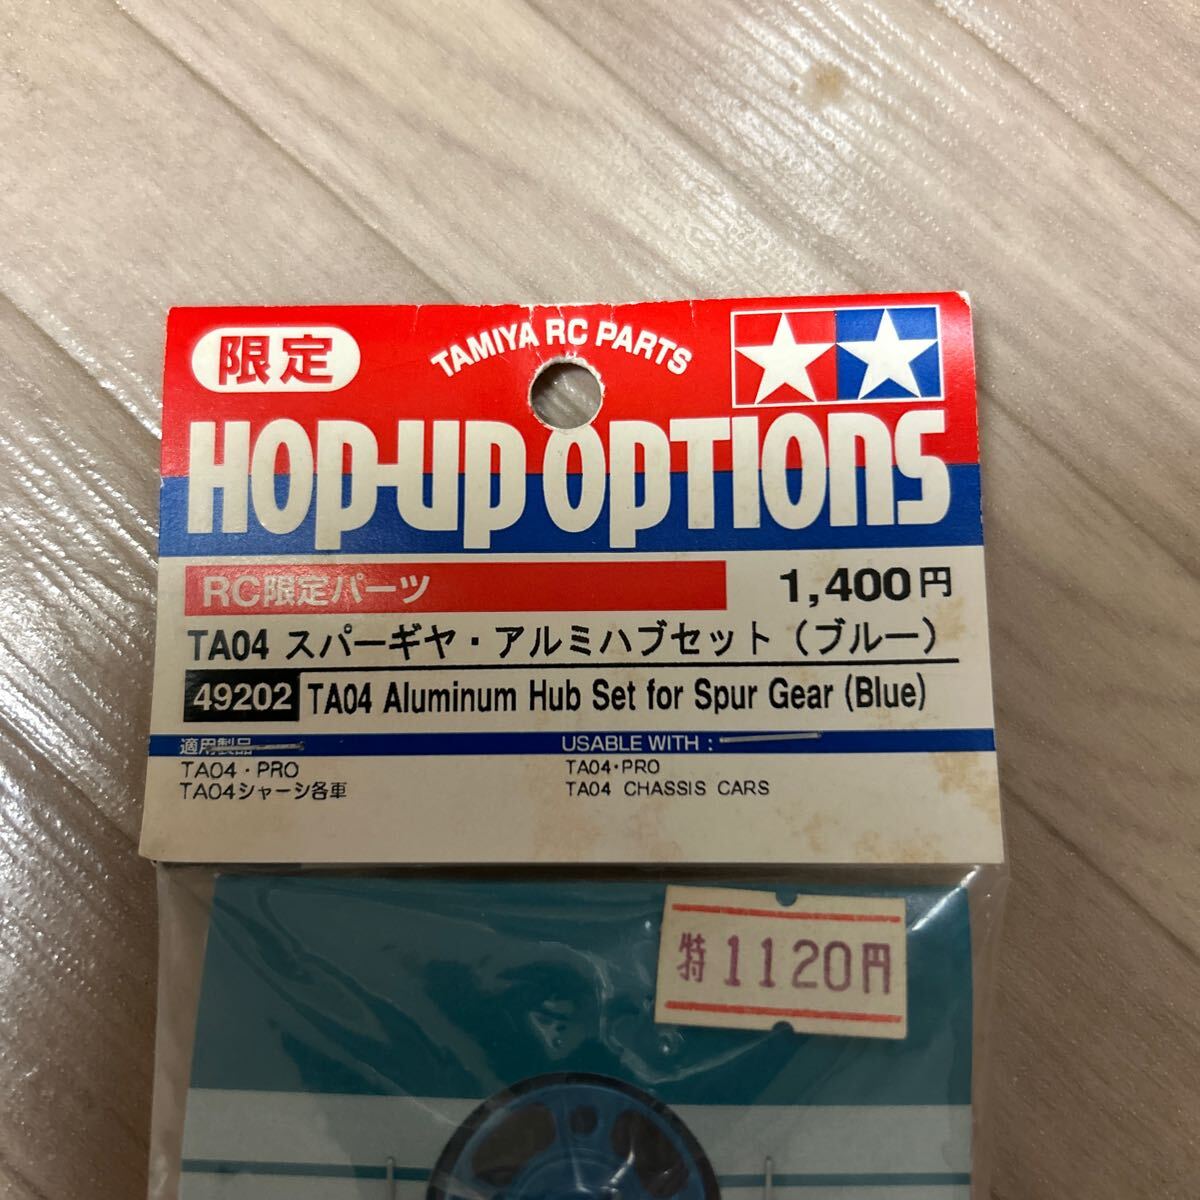 限定
TAMIYA RC PARTS
HOP-UP OPTIONS
RC限定パーツ
1,400円
TA04 スパーギヤ・アルミハブセット（ブルー）
49202 TA04 Aluminum Hub Set for Spur Gear (Blue)
適用製品
TA04・PRO
TA04シャーシ各車
USABLE WITH :
TA04・PRO
TA04 CHASSIS CARS
特1120円